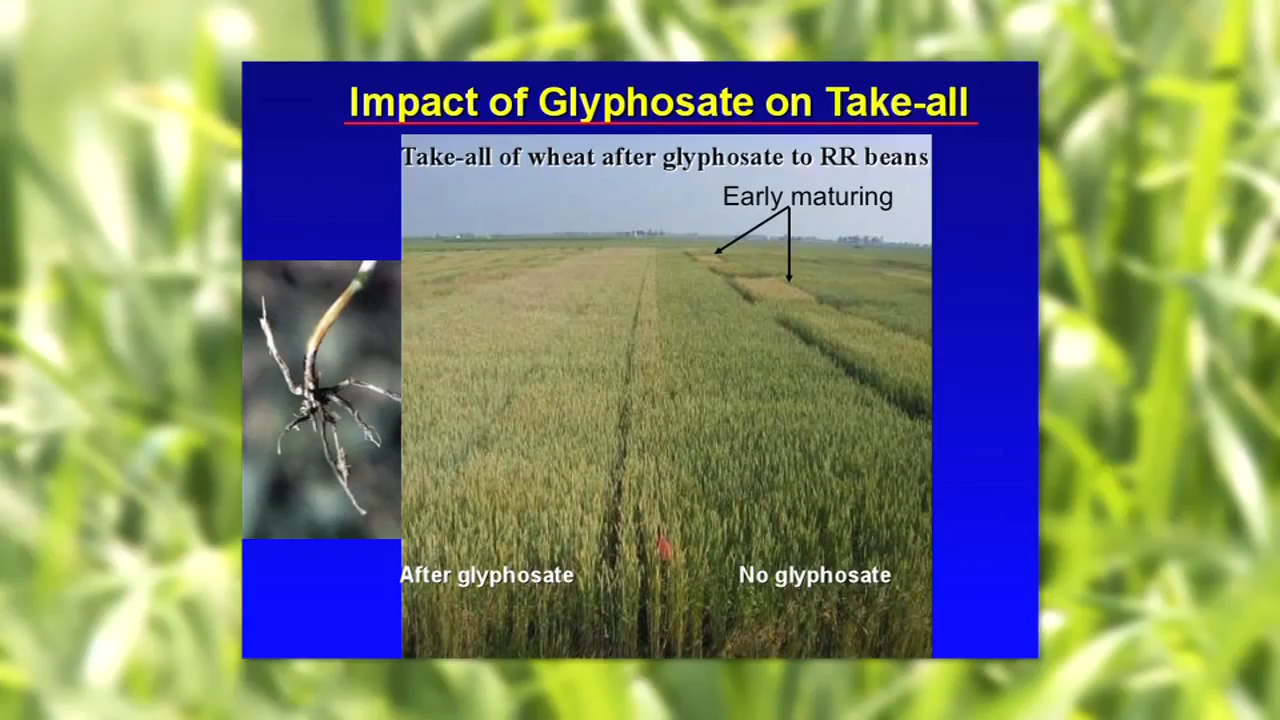 Impact of Glyphosate on Take-all
Take-all of wheat after glyphosate to RR beans
Early maturing
After glyphosate
No glyphosate